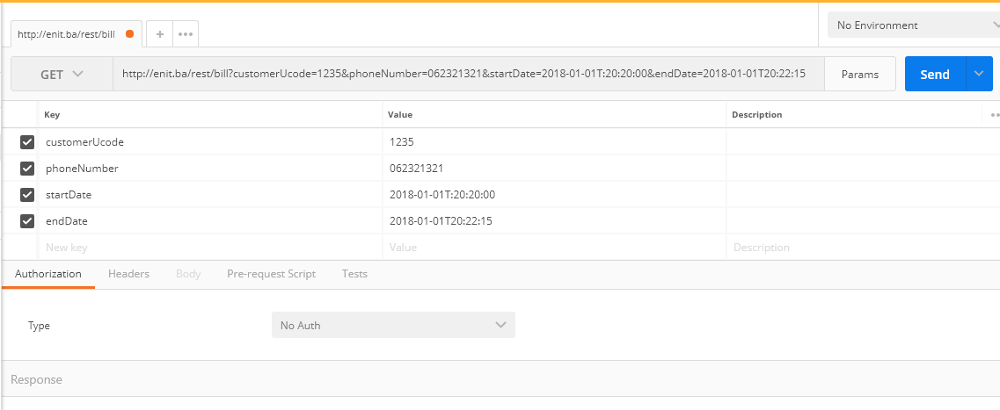 http://enit.ba/rest/bill + ••• No Environment
GET http://enit.ba/rest/bill?customerUcode=1235&phoneNumber=062321321&startDate=2018-01-01T:20:20:00&endDate=2018-01-01T20:22:15 Params Send
Key Value Description
customerUcode 1235
phoneNumber 062321321
startDate 2018-01-01T:20:20:00
endDate 2018-01-01T20:22:15
New key Value Description
Authorization Headers Body Pre-request Script Tests
Type No Auth
Response